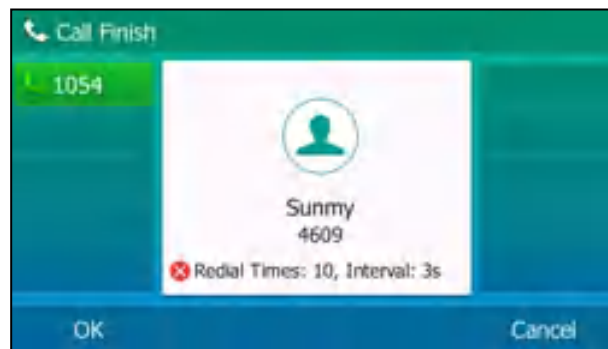 Call Finish
1054
Sunmy
4609
Redial Times: 10, Interval: 3s
OK
Cancel